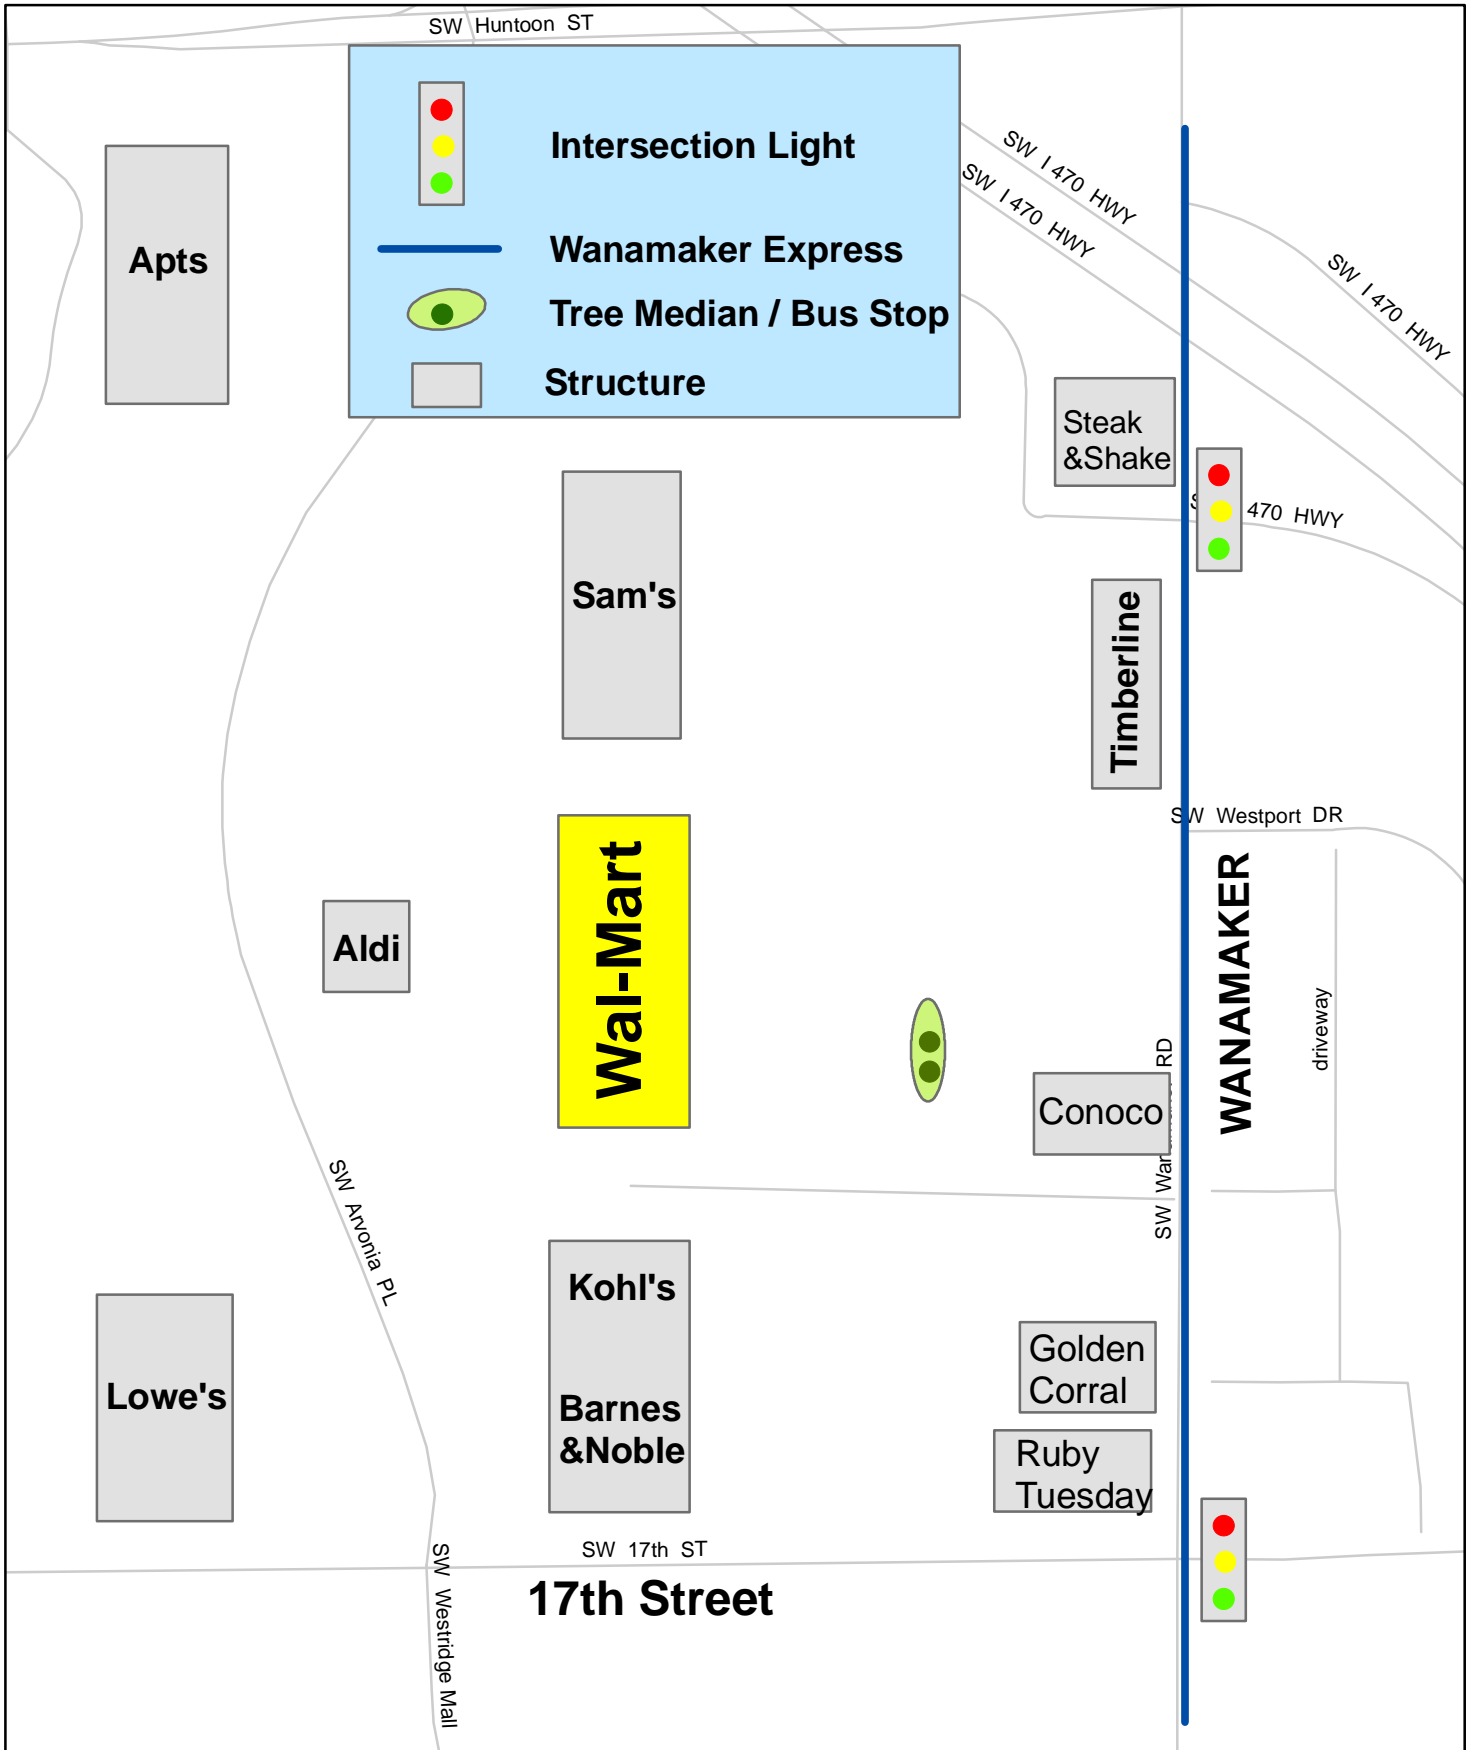 SW Huntoon ST
Intersection Light
Wanamaker Express
Tree Median / Bus Stop
Structure
SW I 470 HWY
SW I 470 HWY
SW I 470 HWY
Apts
Steak
&Shake
470 HWY
Sam's
Timberline
SW Westport DR
Wal-Mart
WANAMAKER
Aldi
driveway
SW RD
Conoco
SW Arvonia PL
Kohl's
Barnes
&Noble
Golden
Corral
Lowe's
Ruby
Tuesday
SW 17th ST
17th Street
SW Westridge Mall